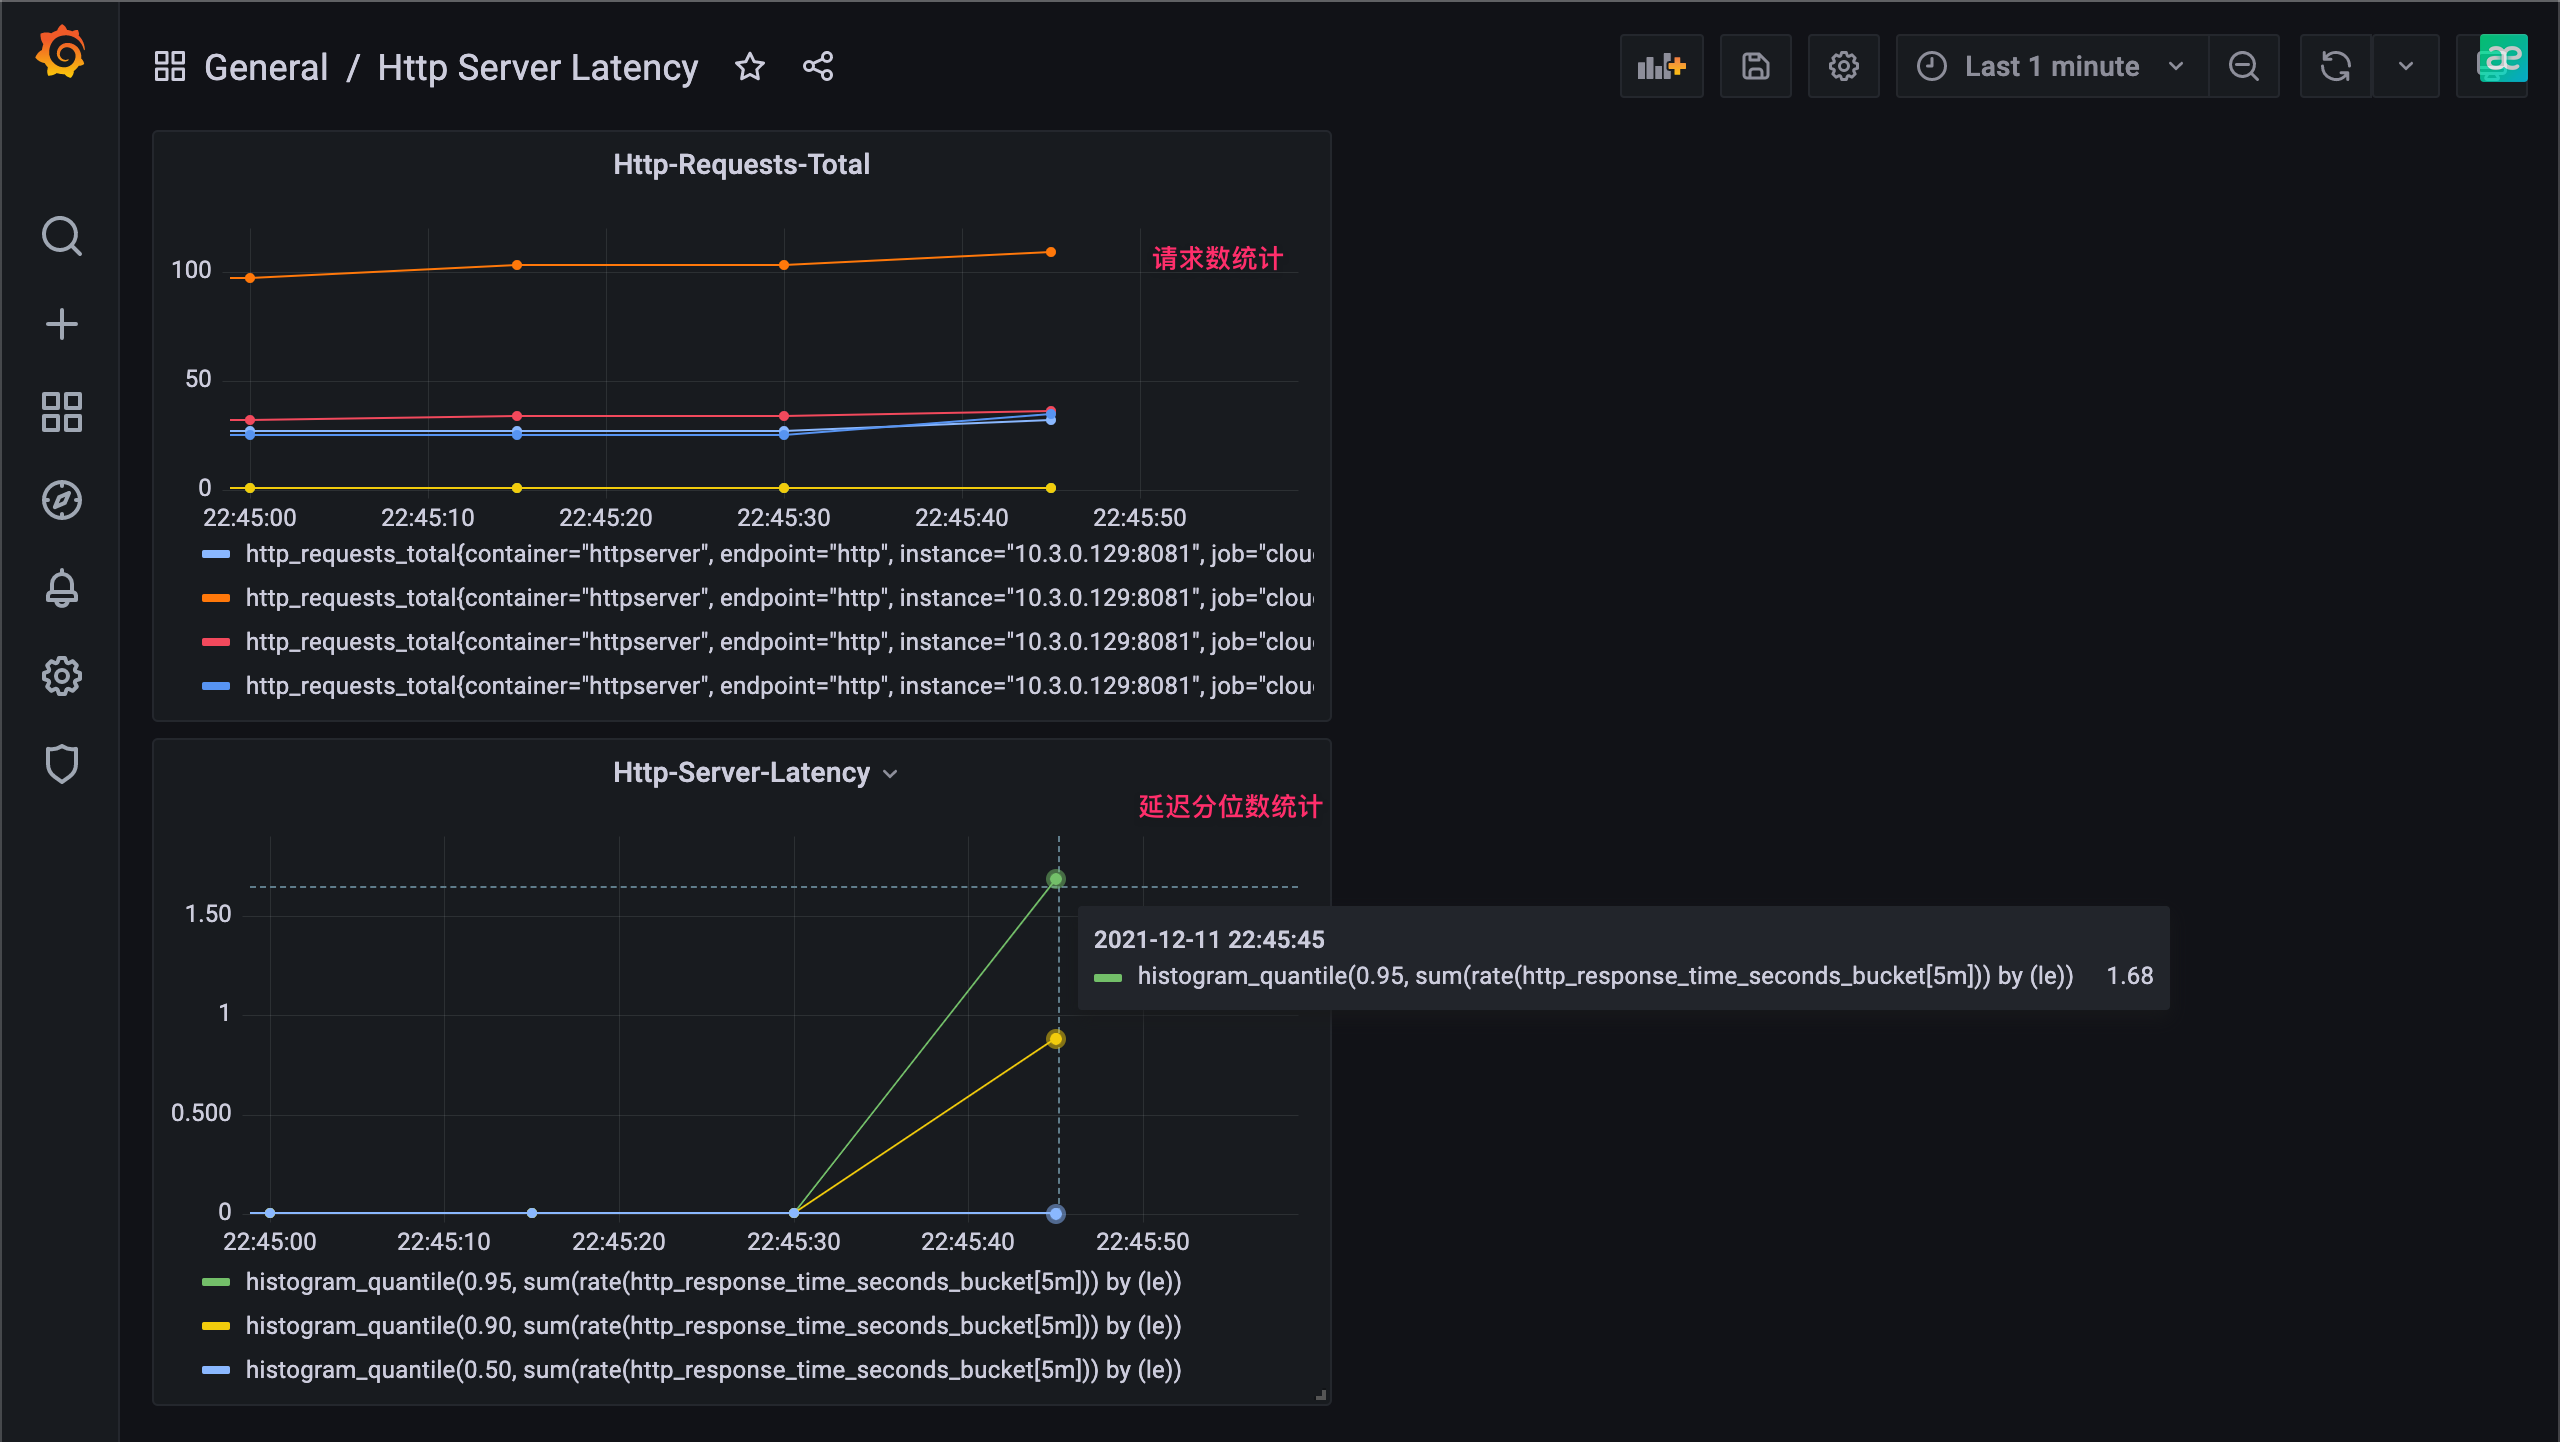 General / Http Server Latency
Last 1 minute
Http-Requests-Total
请求数统计
100
50
0
22:45:00 22:45:10 22:45:20 22:45:30 22:45:40 22:45:50
http_requests_total{container="httpserver", endpoint="http", instance="10.3.0.129:8081", job="clou
http_requests_total{container="httpserver", endpoint="http", instance="10.3.0.129:8081", job="clou
http_requests_total{container="httpserver", endpoint="http", instance="10.3.0.129:8081", job="clou
http_requests_total{container="httpserver", endpoint="http", instance="10.3.0.129:8081", job="clou
Http-Server-Latency
延迟分位数统计
1.50
1
0.500
0
2021-12-11 22:45:45
histogram_quantile(0.95, sum(rate(http_response_time_seconds_bucket[5m])) by (le)) 1.68
22:45:00 22:45:10 22:45:20 22:45:30 22:45:40 22:45:50
histogram_quantile(0.95, sum(rate(http_response_time_seconds_bucket[5m])) by (le))
histogram_quantile(0.90, sum(rate(http_response_time_seconds_bucket[5m])) by (le))
histogram_quantile(0.50, sum(rate(http_response_time_seconds_bucket[5m])) by (le))